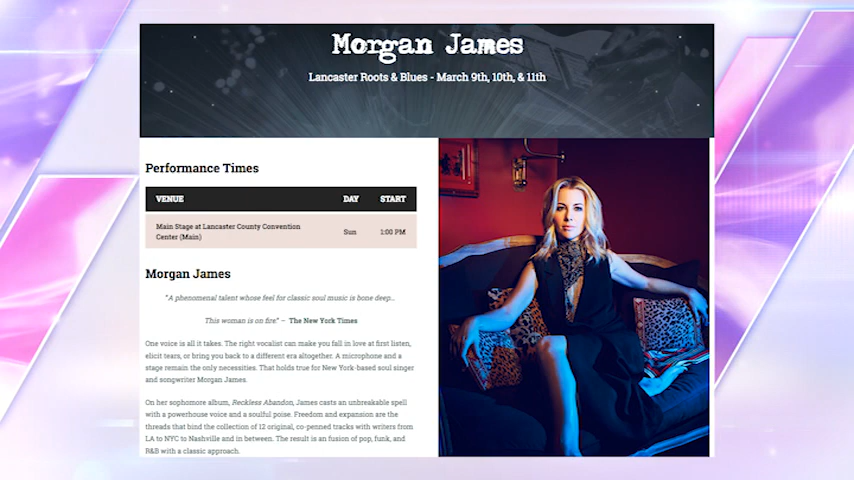 Morgan James
Lancaster Roots & Blues - March 9th, 10th, & 11th
Performance Times
VENUE DAY START
Main Stage at Lancaster County Convention
Center (Main) Sun 1:00 PM
Morgan James
"A phenomenal talent whose feel for classic soul music is bone deep...
This woman is on fire" – The New York Times
One voice is all it takes. The right vocalist can make you fall in love at first listen,
elicit tears, or bring you back to a different era altogether. A microphone and a
stage remain the only necessities. That holds true for New York-based soul singer
and songwriter Morgan James.
On her sophomore album, Reckless Abandon, James casts an unbreakable spell
with a powerhouse voice and a soulful poise. Freedom and expansion are the
threads that bind the collection of 12 original, co-penned tracks with writers from
LA to NYC to Nashville and in between. The result is an fusion of pop, funk, and
R&B with a classic approach.